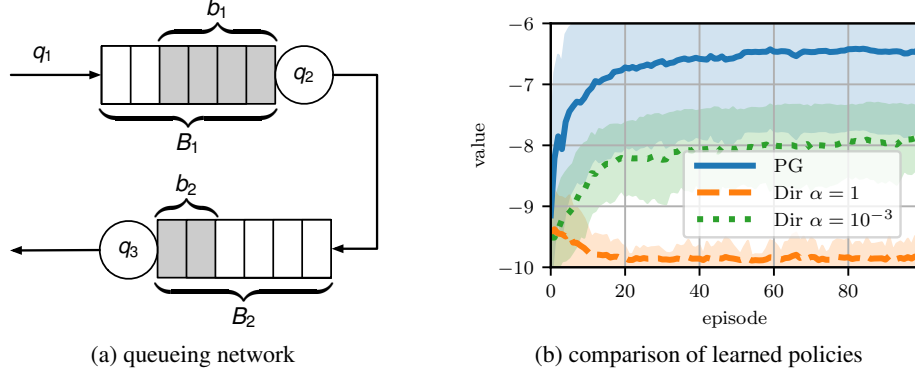 b₁
q₁
q₂
B₁
b₂
q₃
B₂
(a) queueing network
−6
−7
−8
−9
−10
value
PG
Dir α = 1
Dir α = 10⁻³
0 20 40 60 80
episode
(b) comparison of learned policies